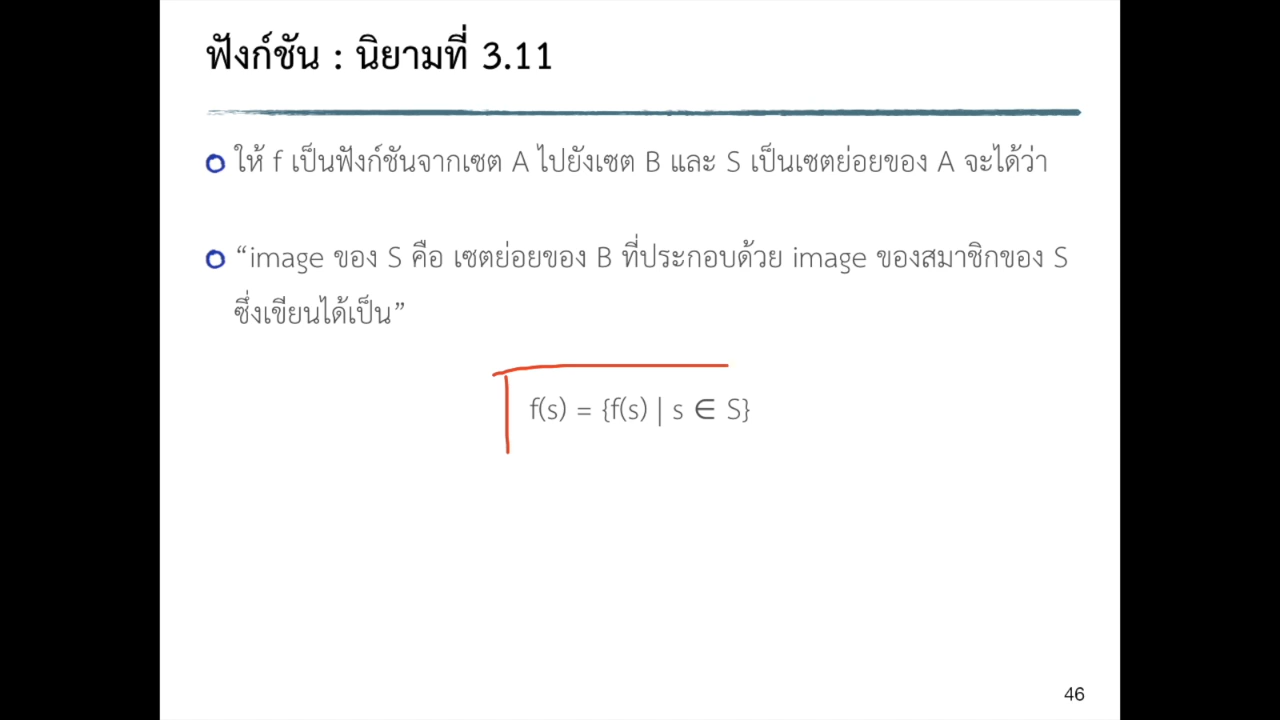 ฟังก์ชัน : นิยามที่ 3.11
ให้ f เป็นฟังก์ชันจากเซต A ไปยังเซต B และ S เป็นเซตย่อยของ A จะได้ว่า
“image ของ S คือ เซตย่อยของ B ที่ประกอบด้วย image ของสมาชิกของ S
ซึ่งเขียนได้เป็น”
f(s) = {f(s) | s ∈ S}
46